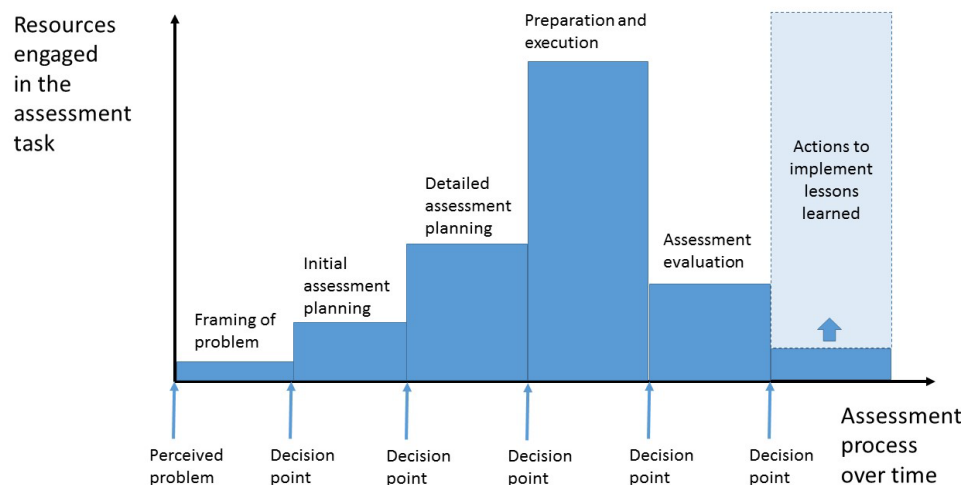 Resources
engaged
in the
assessment
task
Preparation and
execution
Actions to
implement
lessons
learned
Detailed
assessment
planning
Assessment
evaluation
Initial
assessment
planning
Framing of
problem
Perceived
problem
Decision
point
Decision
point
Decision
point
Decision
point
Decision
point
Assessment
process
over time